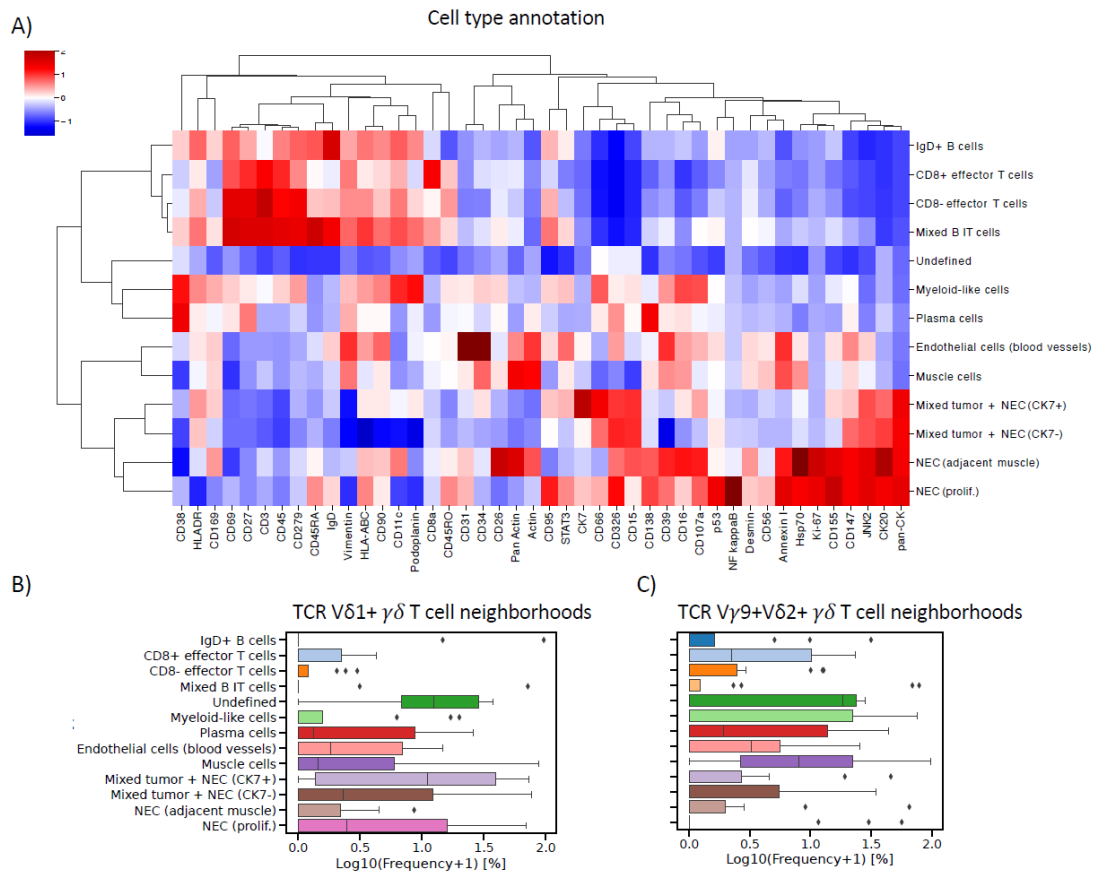 A)
Cell type annotation
2
1
0
−1
IgD+ B cells
CD8+ effector T cells
CD8- effector T cells
Mixed B IT cells
Undefined
Myeloid-like cells
Plasma cells
Endothelial cells (blood vessels)
Muscle cells
Mixed tumor + NEC (CK7+)
Mixed tumor + NEC (CK7-)
NEC (adjacent muscle)
NEC (prolif.)
CD38
HLADR
CD169
CD69
CD27
CD3
CD45
CD279
CD45RA
IgD
Vimentin
HLA-ABC
CD90
CD11c
Podoplanin
CD8a
CD45RO
CD31
CD34
CD26
Pan Actin
Actin
CD95
STAT3
CK7
CD66
CD326
CD15
CD138
CD39
CD16
CD107a
p53
NF kappaB
Desmin
CD56
Annexin I
Hsp70
Ki-67
CD155
CD147
JNK2
CK20
pan-CK
B)
TCR Vδ1+ γδ T cell neighborhoods
IgD+ B cells
CD8+ effector T cells
CD8- effector T cells
Mixed B IT cells
Undefined
Myeloid-like cells
Plasma cells
Endothelial cells (blood vessels)
Muscle cells
Mixed tumor + NEC (CK7+)
Mixed tumor + NEC (CK7-)
NEC (adjacent muscle)
NEC (prolif.)
0.0 0.5 1.0 1.5 2.0
Log10(Frequency+1) [%]
C)
TCR Vγ9+Vδ2+ γδ T cell neighborhoods
0.0 0.5 1.0 1.5 2.0
Log10(Frequency+1) [%]